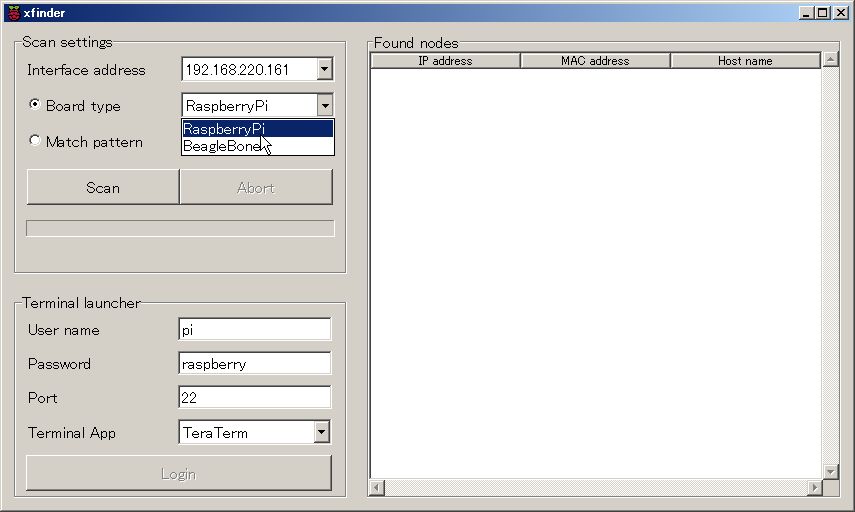 xfinder
Scan settings
Interface address 192.168.220.161
Board type RaspberryPi
RaspberryPi
Match pattern BeagleBone
Scan Abort
Terminal launcher
User name pi
Password raspberry
Port 22
Terminal App TeraTerm
Login
Found nodes
IP address MAC address Host name